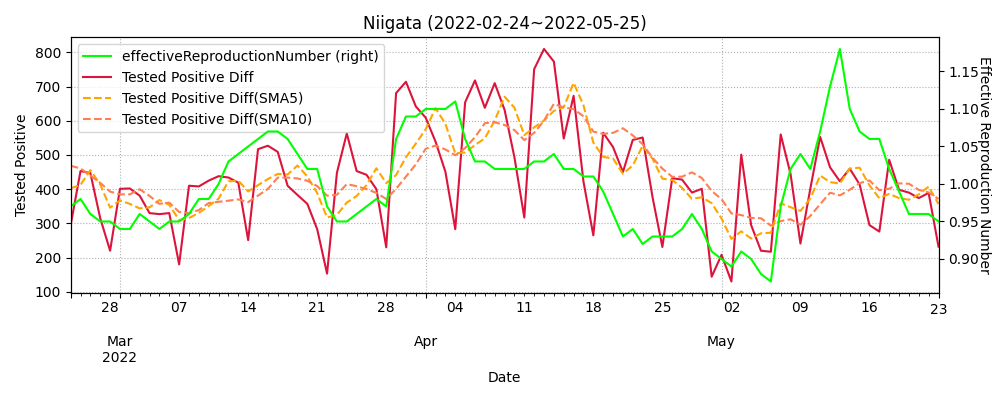 Niigata (2022-02-24~2022-05-25)
effectiveReproductionNumber (right)
Tested Positive Diff
Tested Positive Diff(SMA5)
Tested Positive Diff(SMA10)
Tested Positive
800
700
600
500
400
300
200
100
1.15
1.10
1.05
1.00
0.95
0.90
Effective Reproduction Number
28 07 14 21 28 04 11 18 25 02 09 16 23
Mar Apr May
2022
Date